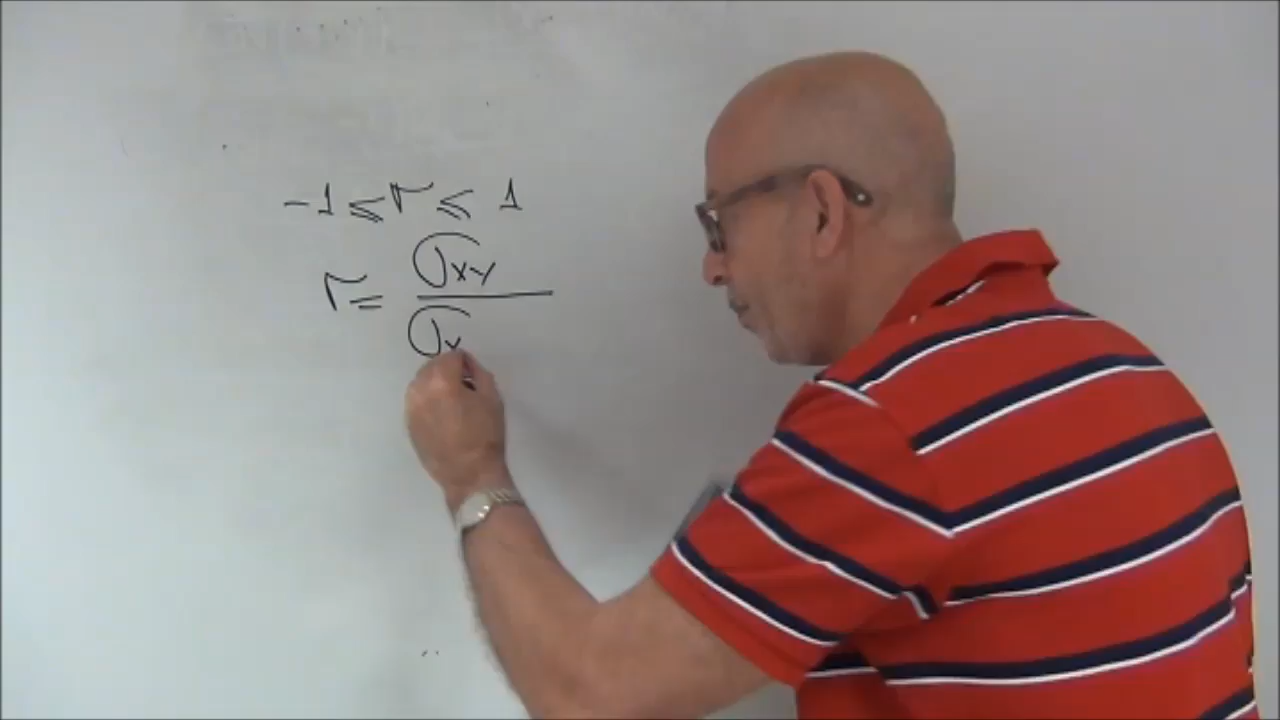 -1 ≤ r ≤ 1
r = σxy / σx